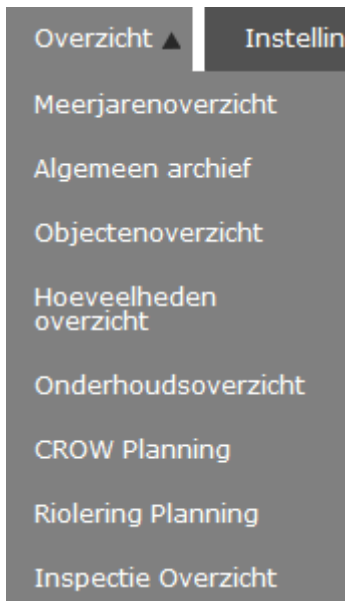 Overzicht ▲ Instellin
Meerjarenoverzicht
Algemeen archief
Objectenoverzicht
Hoeveelheden
overzicht
Onderhoudsoverzicht
CROW Planning
Riolering Planning
Inspectie Overzicht